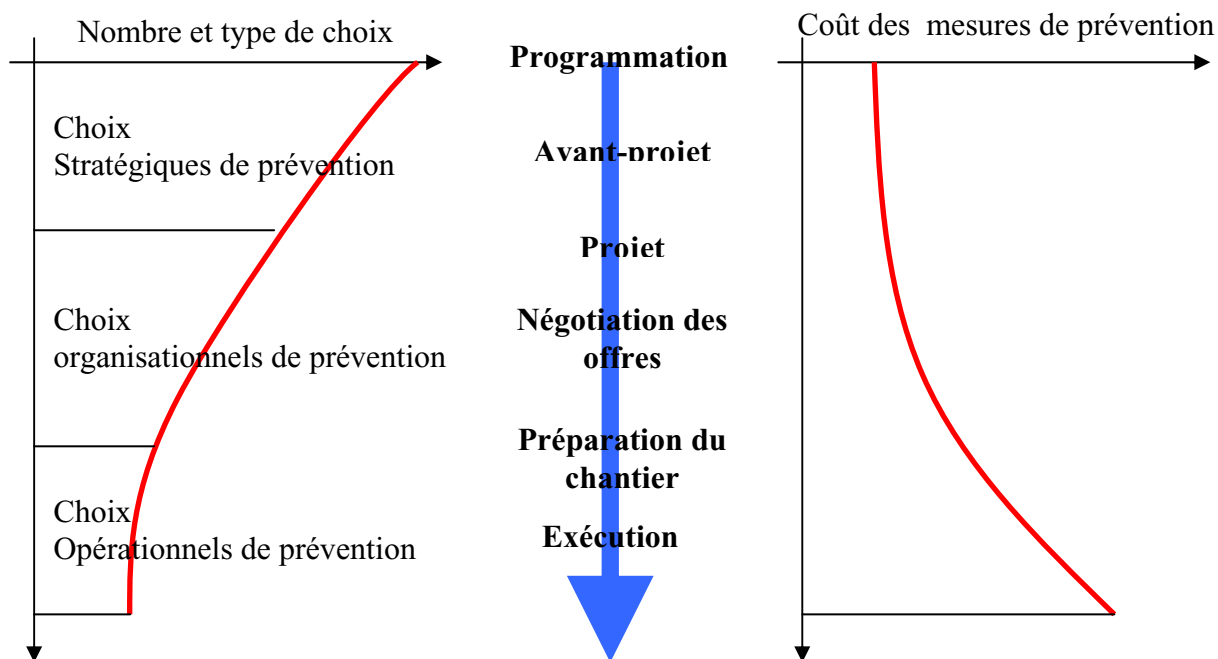 Nombre et type de choix
Choix
Stratégiques de prévention
Choix
organisationnels de prévention
Choix
Opérationnels de prévention
Programmation
Avant-projet
Projet
Négotiation des
offres
Préparation du
chantier
Exécution
Coût des mesures de prévention